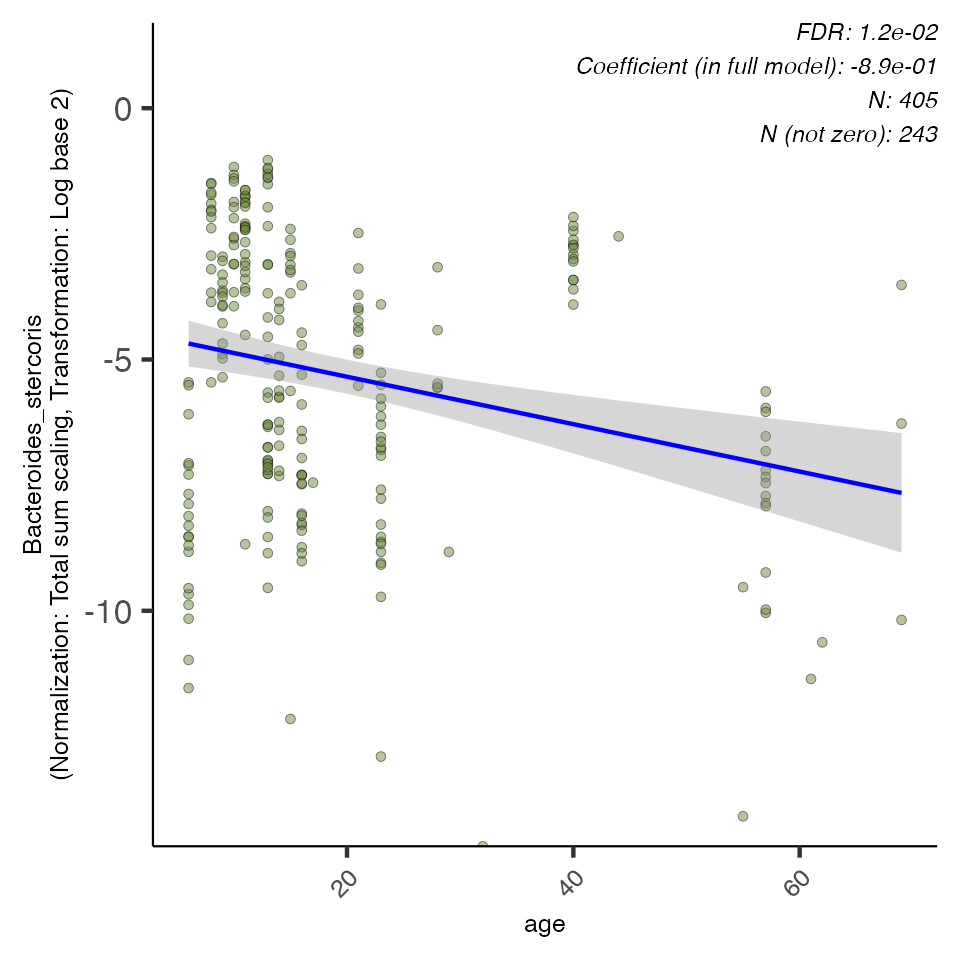 FDR: 1.2e-02
Coefficient (in full model): -8.9e-01
N: 405
N (not zero): 243
Bacteroides_stercoris
(Normalization: Total sum scaling, Transformation: Log base 2)
0
-5
-10
20
40
60
age